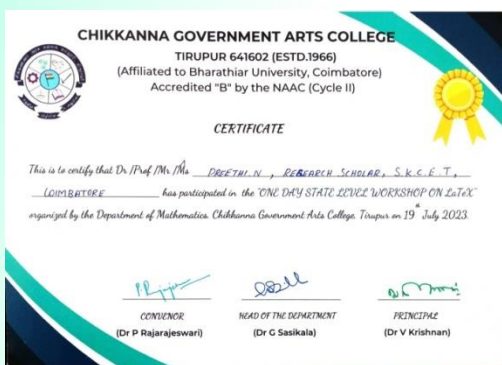 CHIKKANNA GOVERNMENT ARTS COLLEGE
TIRUPUR 641602 (ESTD.1966)
(Affiliated to Bharathiar University, Coimbatore)
Accredited "B" by the NAAC (Cycle II)
CERTIFICATE
This is to certify that Dr /Prof /Mr /Ms PREETHI.N, RESEARCH SCHOLAR, S.K.C.E.T,
COIMBATORE has participated in the "ONE DAY STATE LEVEL WORKSHOP ON LaTeX"
organized by the Department of Mathematics, Chikkanna Government Arts College, Tirupur on 19th July 2023.
CONVENOR HEAD OF THE DEPARTMENT PRINCIPAL
(Dr P Rajarajeswari) (Dr G Sasikala) (Dr V Krishnan)